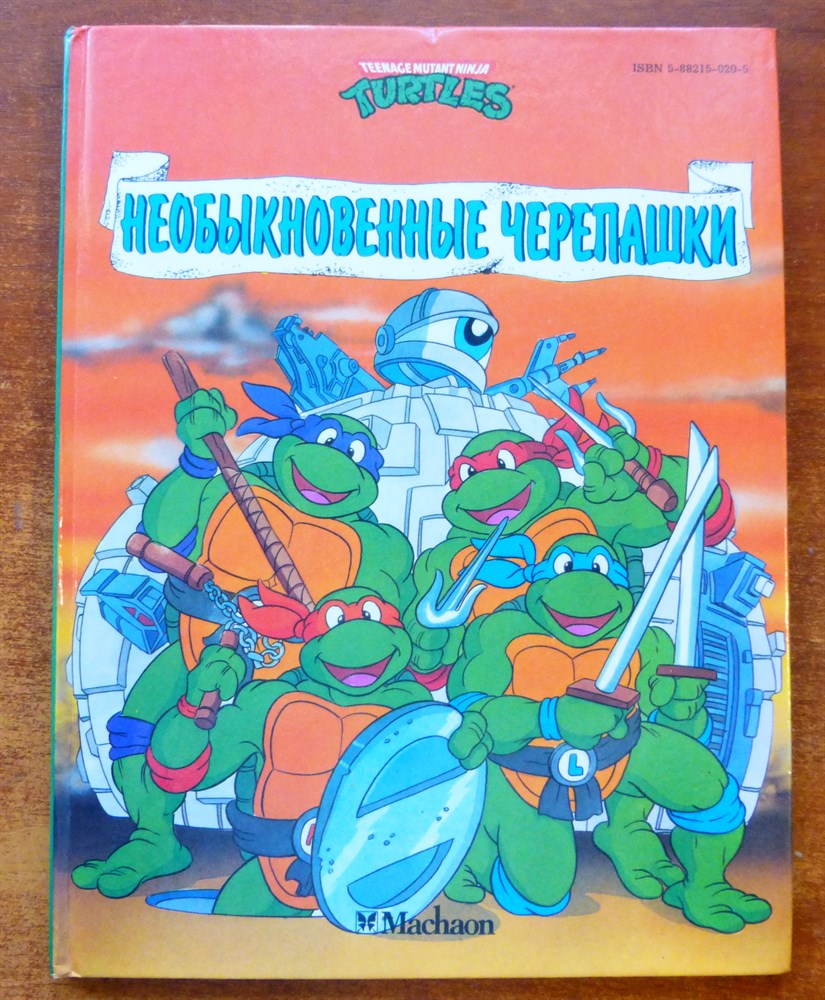 TEENAGE MUTANT NINJA
TURTLES
ISBN 5-88215-020-5
НЕОБЫКНОВЕННЫЕ ЧЕРЕПАШКИ
L
Machaon